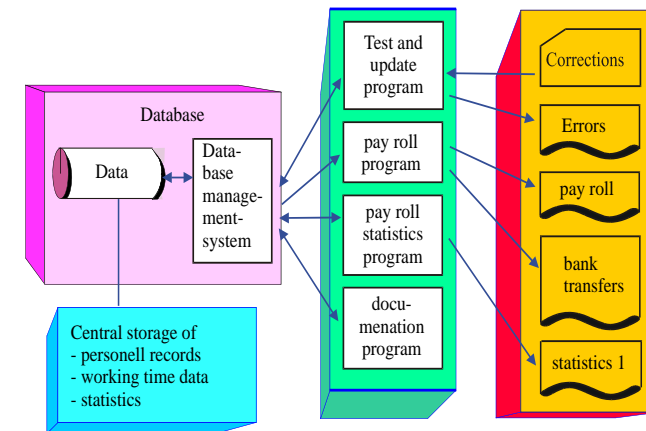 Database
Data
Data-
base
manage-
ment-
system
Central storage of
- personell records
- working time data
- statistics
Test and
update
program
pay roll
program
pay roll
statistics
program
docu-
menation
program
Corrections
Errors
pay roll
bank
transfers
statistics 1